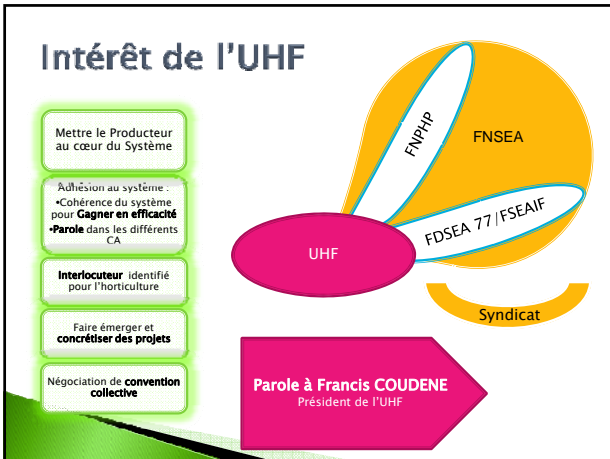 Intérêt de l'UHF
Mettre le Producteur
au cœur du Système
Adhésion au système :
•Cohérence du système
pour Gagner en efficacité
•Parole dans les différents
CA
Interlocuteur identifié
pour l'horticulture
Faire émerger et
concrétiser des projets
Négociation de convention
collective
FNPHP
FNSEA
FDSEA 77/FSEAIF
UHF
Syndicat
Parole à Francis COUDENE
Président de l'UHF